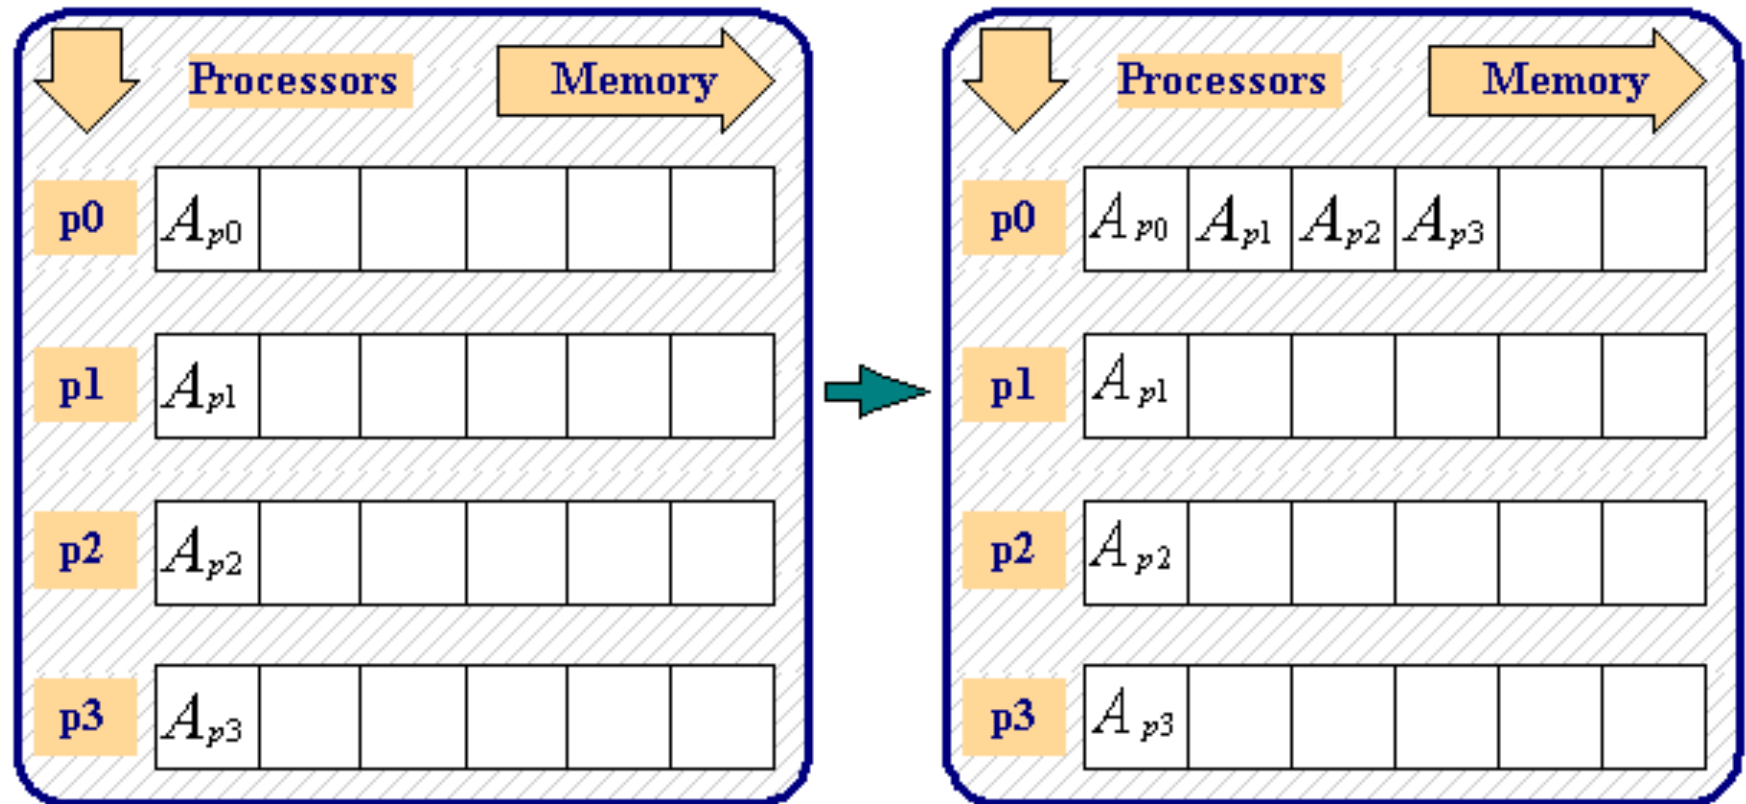 Processors Memory
p0 Ap0
p1 Ap1
p2 Ap2
p3 Ap3
Processors Memory
p0 Ap0 Ap1 Ap2 Ap3
p1 Ap1
p2 Ap2
p3 Ap3